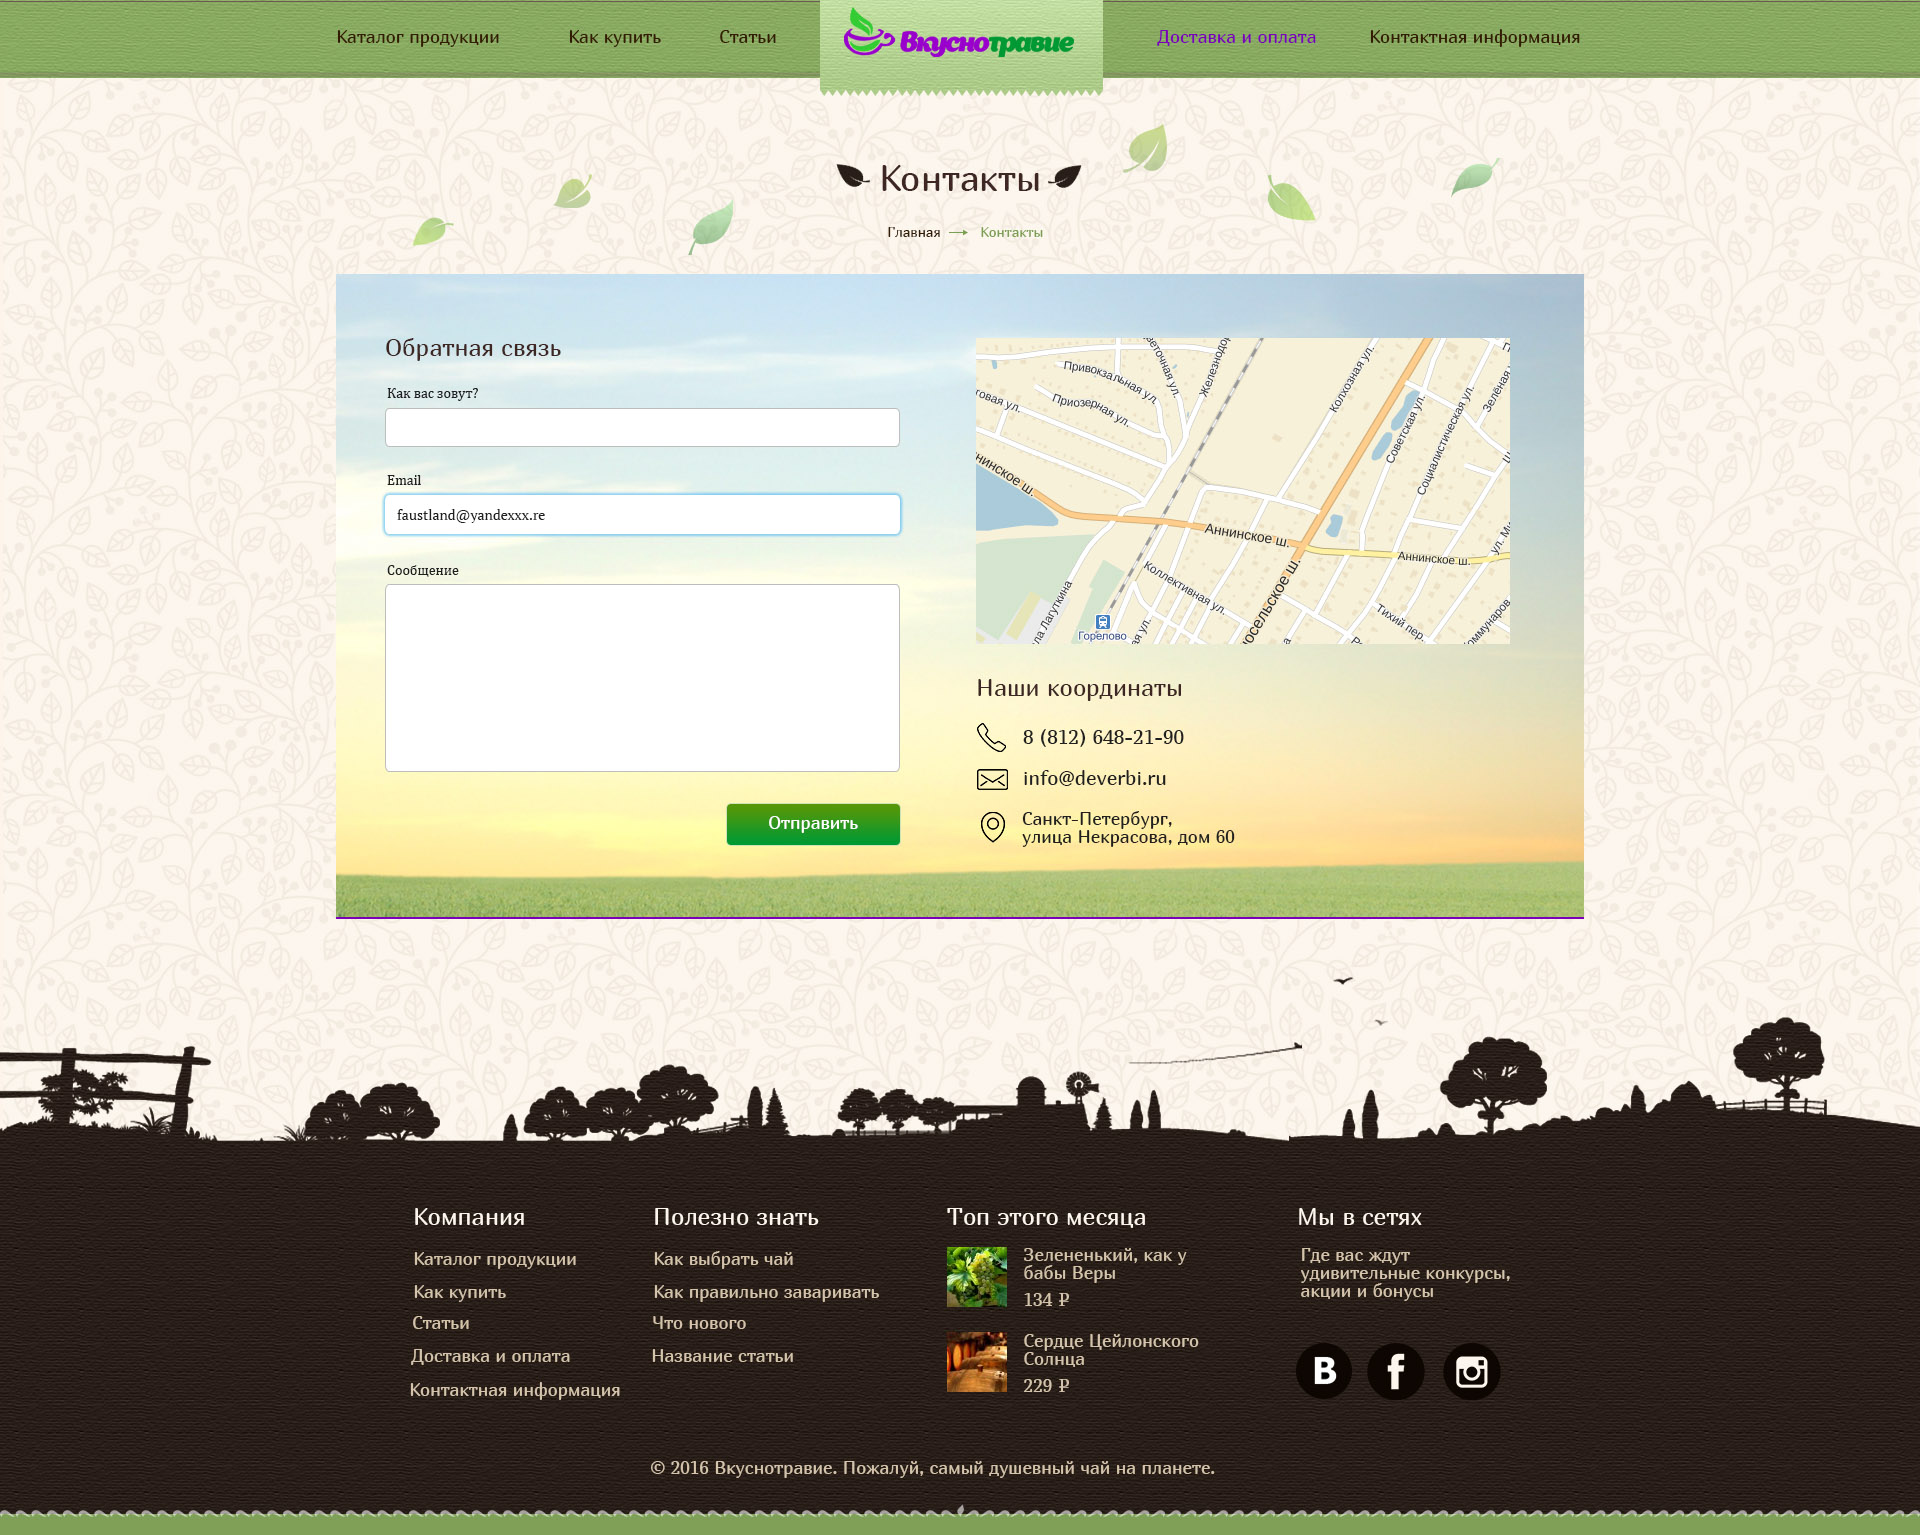 Каталог продукции
Как купить
Статьи
Вкуснотравие
Доставка и оплата
Контактная информация
Контакты
Главная
Контакты
Обратная связь
Как вас зовут?
Email
faustland@yandexxx.re
Сообщение
Отправить
Привокзальная ул.
Приозерная ул.
Колхозная ул.
Советская ул.
Социалистическая ул.
Аннинское ш.
Аннинское ш.
Коллективная ул.
Тихий пер.
Горелово
Наши координаты
8 (812) 648-21-90
info@deverbi.ru
Санкт-Петербург,
улица Некрасова, дом 60
Компания
Каталог продукции
Как купить
Статьи
Доставка и оплата
Контактная информация
Полезно знать
Как выбрать чай
Как правильно заваривать
Что нового
Название статьи
Топ этого месяца
Зелененький, как у
бабы Веры
134 ₽
Сердце Цейлонского
Солнца
229 ₽
Мы в сетях
Где вас ждут
удивительные конкурсы,
акции и бонусы
© 2016 Вкуснотравие. Пожалуй, самый душевный чай на планете.